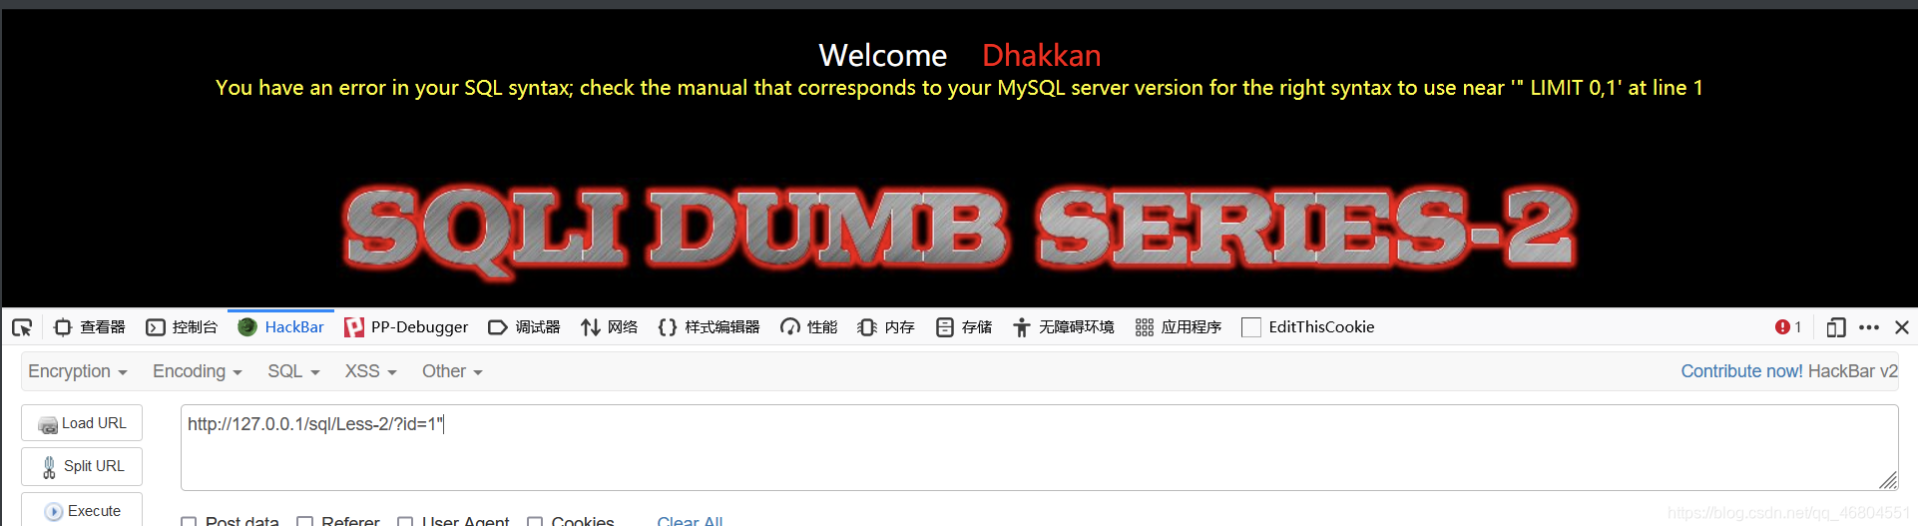 Welcome Dhakkan
You have an error in your SQL syntax; check the manual that corresponds to your MySQL server version for the right syntax to use near '" LIMIT 0,1' at line 1
SQLI DUMB SERIES-2
查看器 控制台 HackBar PP-Debugger 调试器 网络 样式编辑器 性能 内存 存储 无障碍环境 应用程序 EditThisCookie 1
Encryption Encoding SQL XSS Other Contribute now! HackBar v2
Load URL http://127.0.0.1/sql/Less-2/?id=1"
Split URL
Execute
Post data Referer User Agent Cookies Clear All
https://blog.csdn.net/qq_46804551